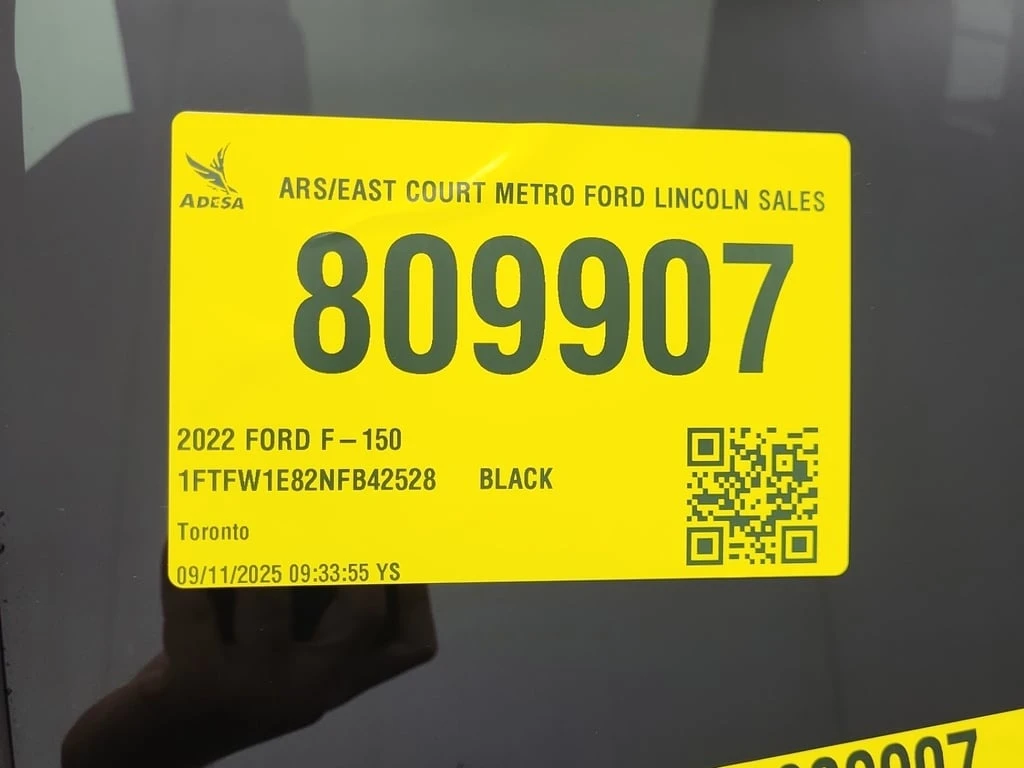 ADESA
ARS/EAST COURT METRO FORD LINCOLN SALES
809907
2022 FORD F-150
1FTFW1E82NFB42528 BLACK
Toronto
09/11/2025 09:33:55 YS
809907